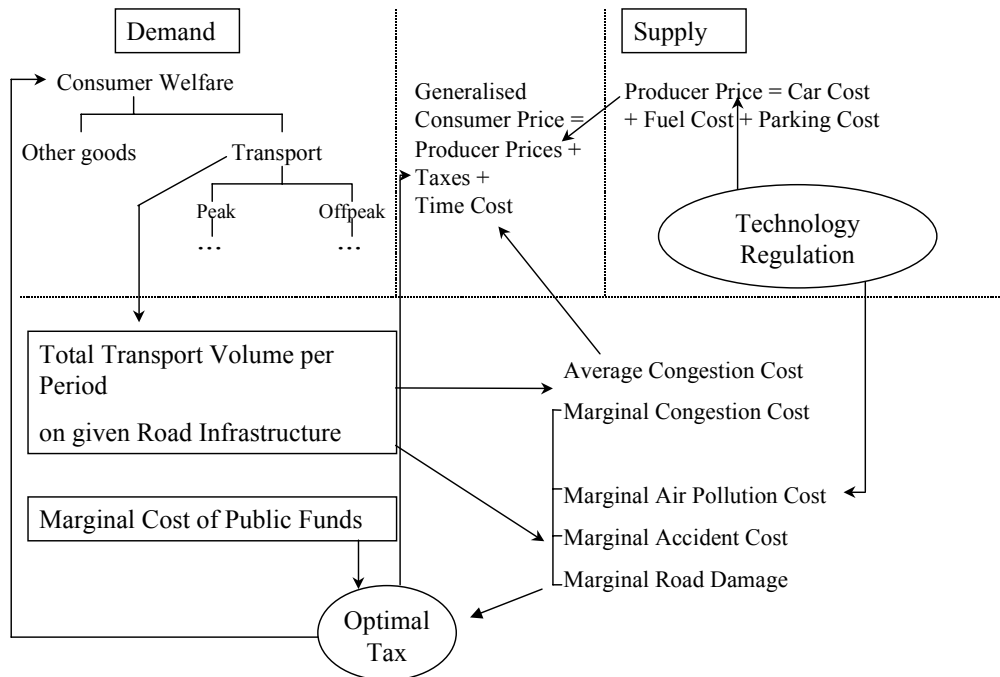 Demand
Supply
Consumer Welfare
Other goods
Transport
Peak
Offpeak
…
…
Generalised
Consumer Price =
Producer Prices +
Taxes +
Time Cost
Producer Price = Car Cost
+ Fuel Cost + Parking Cost
Technology
Regulation
Total Transport Volume per
Period
on given Road Infrastructure
Marginal Cost of Public Funds
Average Congestion Cost
Marginal Congestion Cost
Marginal Air Pollution Cost
Marginal Accident Cost
Marginal Road Damage
Optimal
Tax